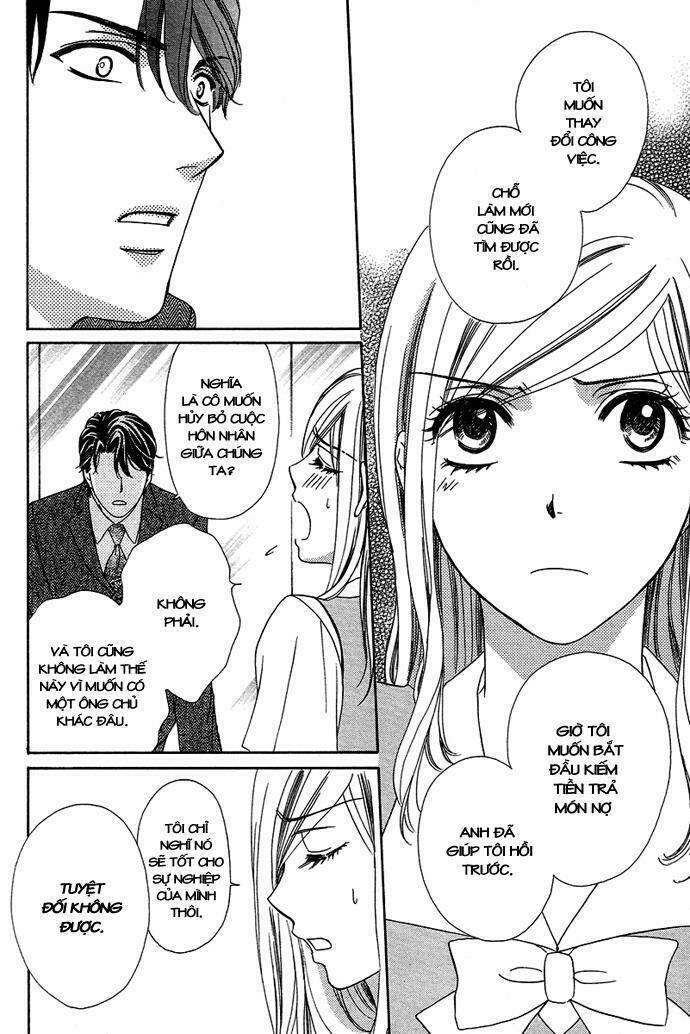 TÔI
MUỐN
THAY
ĐỔI CÔNG
VIỆC.
CHỖ
LÀM MỚI
CŨNG ĐÃ
TÌM ĐƯỢC
RỒI.
GIỜ TÔI
MUỐN BẮT
ĐẦU KIẾM
TIỀN TRẢ
MÓN NỢ
ANH ĐÃ
GIÚP TÔI HỒI
TRƯỚC.
NGHĨA
LÀ CÔ MUỐN
HỦY BỎ CUỘC
HÔN NHÂN
GIỮA CHÚNG
TA?
KHÔNG
PHẢI.
VÀ TÔI CŨNG
KHÔNG LÀM THẾ
NÀY VÌ MUỐN CÓ
MỘT ÔNG CHỦ
KHÁC ĐÂU.
TÔI CHỈ
NGHĨ NÓ
SẼ TỐT CHO
SỰ NGHIỆP
CỦA MÌNH
THÔI.
TUYỆT
ĐỐI KHÔNG
ĐƯỢC.